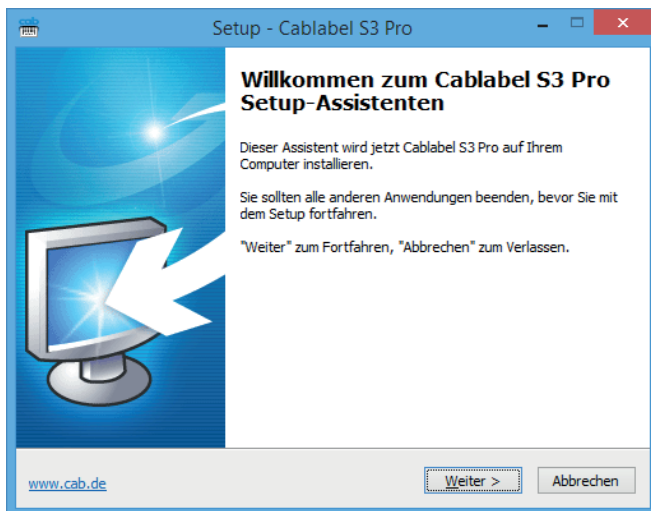 cab
Setup - Cablabel S3 Pro
Willkommen zum Cablabel S3 Pro
Setup-Assistenten
Dieser Assistent wird jetzt Cablabel S3 Pro auf Ihrem
Computer installieren.
Sie sollten alle anderen Anwendungen beenden, bevor Sie mit
dem Setup fortfahren.
"Weiter" zum Fortfahren, "Abbrechen" zum Verlassen.
www.cab.de
Weiter >
Abbrechen